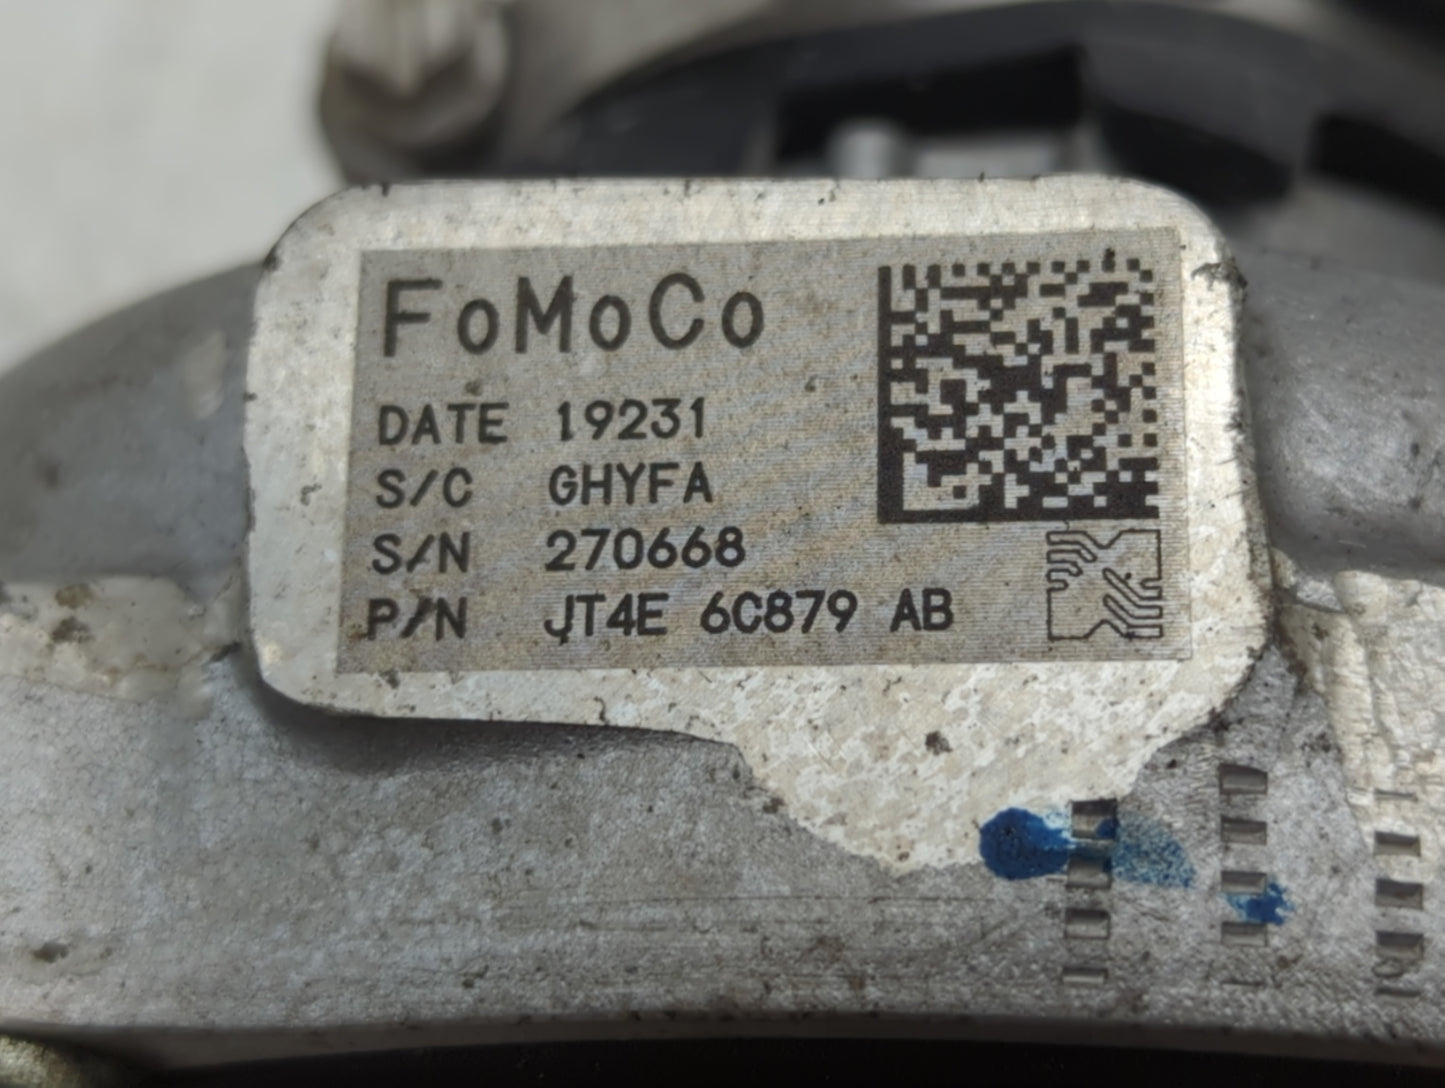 FoMoCo
DATE 19231
S/C GHYFA
S/N 270668
P/N JT4E 6C879 AB